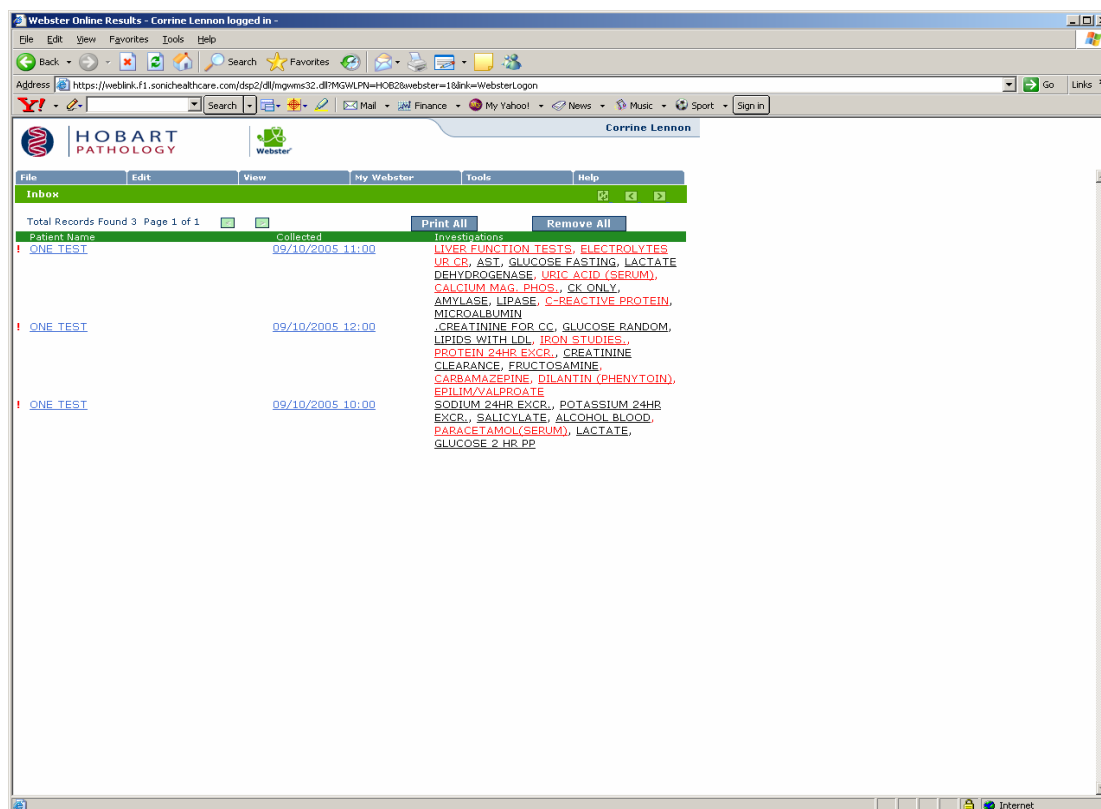 Webster Online Results - Corrine Lennon logged in -
File Edit View Favorites Tools Help
Back Search Favorites
Address https://weblink.f1.sonichealthcare.com/dsp2/dll/mgwms32.dll?MGWLPN=HOB2&webster=1&link=WebsterLogon Go Links
Y! Search Mail Finance My Yahoo! News Music Sport Sign in
Corrine Lennon
HOBART
PATHOLOGY
Webster
File Edit View My Webster Tools Help
Inbox
Total Records Found 3 Page 1 of 1 Print All Remove All
Patient Name Collected Investigations
! ONE TEST 09/10/2005 11:00 LIVER FUNCTION TESTS, ELECTROLYTES
UR CR, AST, GLUCOSE FASTING, LACTATE
DEHYDROGENASE, URIC ACID (SERUM),
CALCIUM MAG. PHOS., CK ONLY,
AMYLASE, LIPASE, C-REACTIVE PROTEIN,
MICROALBUMIN
! ONE TEST 09/10/2005 12:00 .CREATININE FOR CC, GLUCOSE RANDOM,
LIPIDS WITH LDL, IRON STUDIES.,
PROTEIN 24HR EXCR., CREATININE
CLEARANCE, FRUCTOSAMINE,
CARBAMAZEPINE, DILANTIN (PHENYTOIN),
EPILIM/VALPROATE
! ONE TEST 09/10/2005 10:00 SODIUM 24HR EXCR., POTASSIUM 24HR
EXCR., SALICYLATE, ALCOHOL BLOOD,
PARACETAMOL(SERUM), LACTATE,
GLUCOSE 2 HR PP
Internet